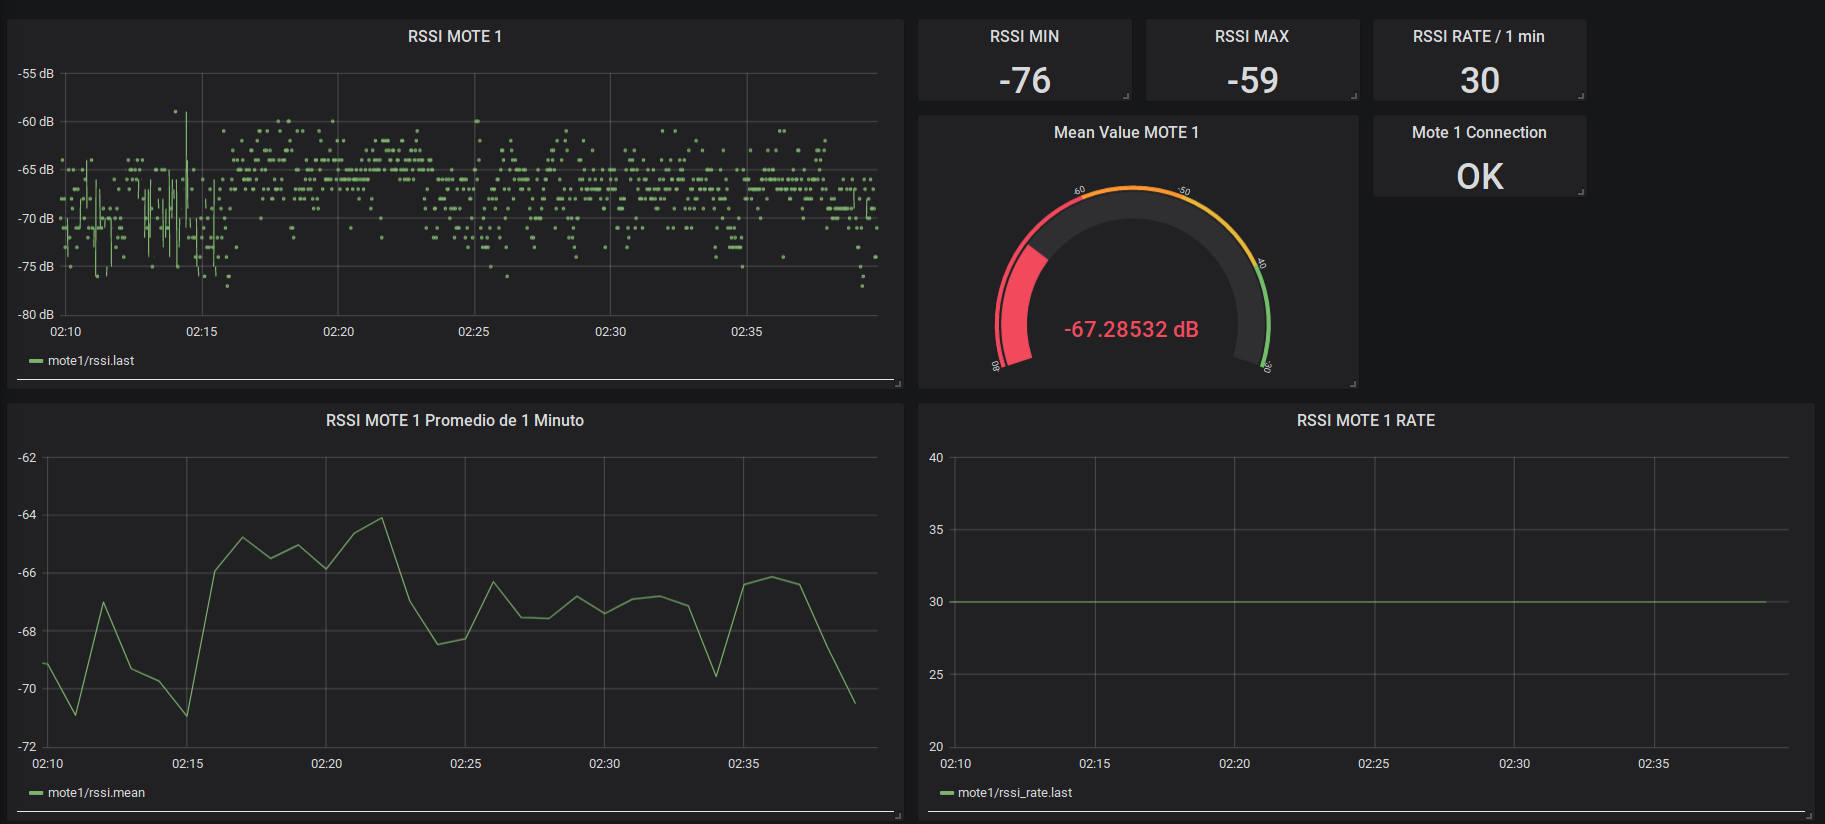 RSSI MOTE 1
-55 dB
-60 dB
-65 dB
-70 dB
-75 dB
-80 dB
02:10 02:15 02:20 02:25 02:30 02:35
mote1/rssi.last
RSSI MIN
-76
RSSI MAX
-59
RSSI RATE / 1 min
30
Mean Value MOTE 1
-80
-60
-50
-40
-30
-67.28532 dB
Mote 1 Connection
OK
RSSI MOTE 1 Promedio de 1 Minuto
-62
-64
-66
-68
-70
-72
02:10 02:15 02:20 02:25 02:30 02:35
mote1/rssi.mean
RSSI MOTE 1 RATE
40
35
30
25
20
02:10 02:15 02:20 02:25 02:30 02:35
mote1/rssi_rate.last